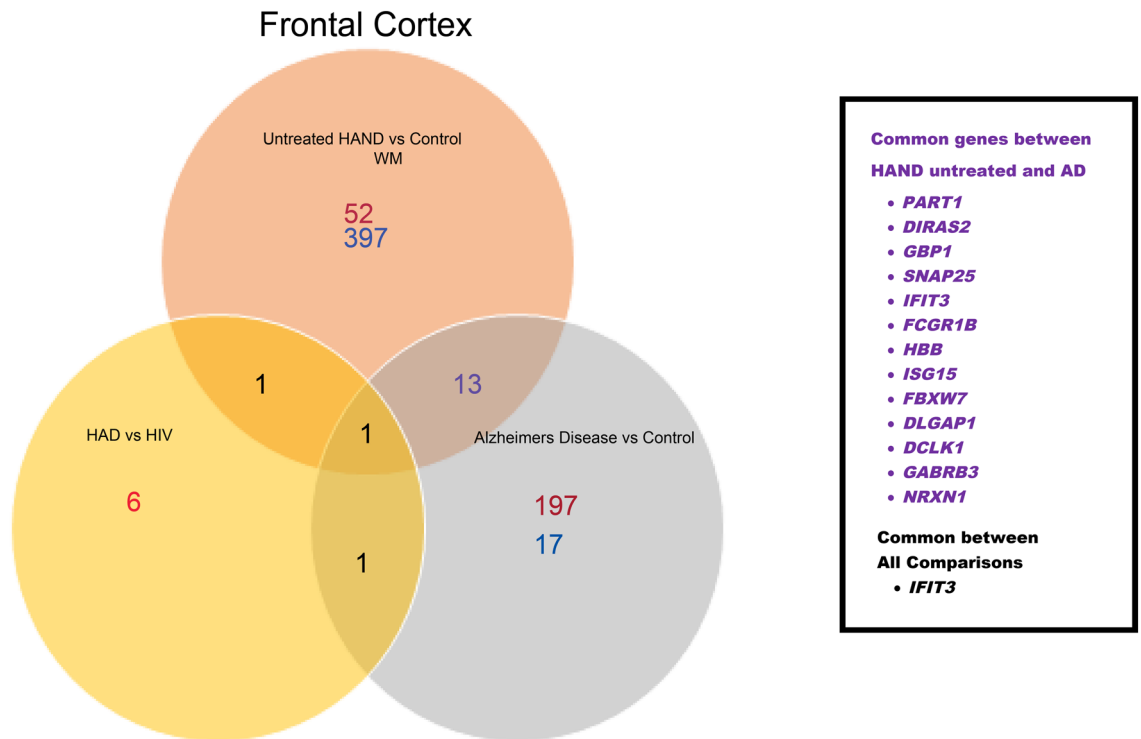 Frontal Cortex
Untreated HAND vs Control
WM
52
397
1
13
1
HAD vs HIV
Alzheimers Disease vs Control
6
197
17
1
Common genes between
HAND untreated and AD
• PART1
• DIRAS2
• GBP1
• SNAP25
• IFIT3
• FCGR1B
• HBB
• ISG15
• FBXW7
• DLGAP1
• DCLK1
• GABRB3
• NRXN1
Common between
All Comparisons
• IFIT3